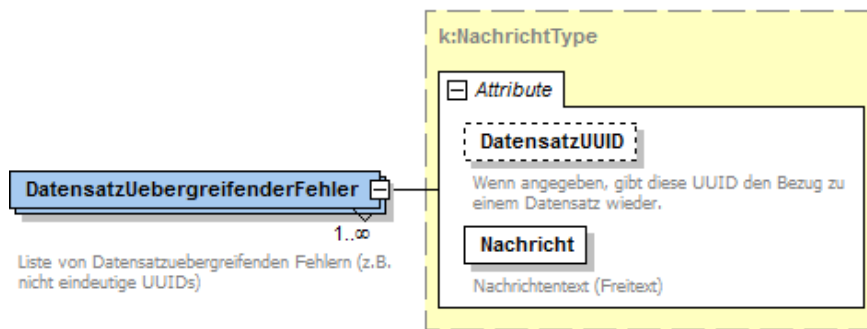 k:NachrichtType
Attribute
DatensatzUUID
Wenn angegeben, gibt diese UUID den Bezug zu
einem Datensatz wieder.
DatensatzUebergreifenderFehler
1..∞
Liste von Datensatzuebergreifenden Fehlern (z.B.
nicht eindeutige UUIDs)
Nachricht
Nachrichtentext (Freitext)